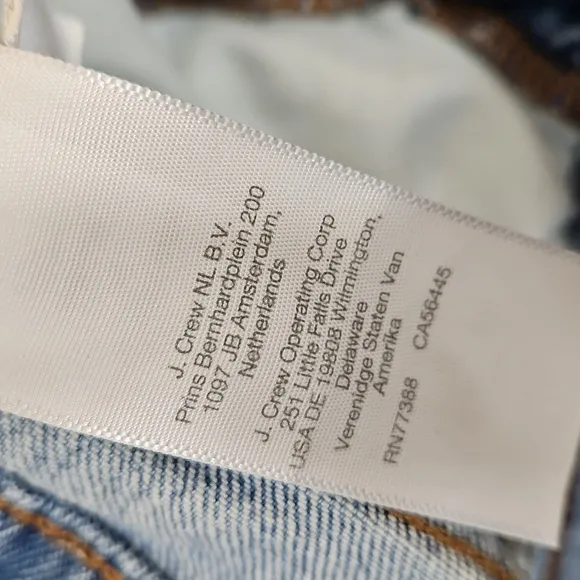 J. Crew NL B.V.
Prins Bernhardplein 200
1097 JB Amsterdam,
Netherlands
J. Crew Operating Corp
251 Little Falls Drive
USA DE 19808 Wilmington,
Delaware
Verenidge Staten Van
Amerika
RN77388 CA56445